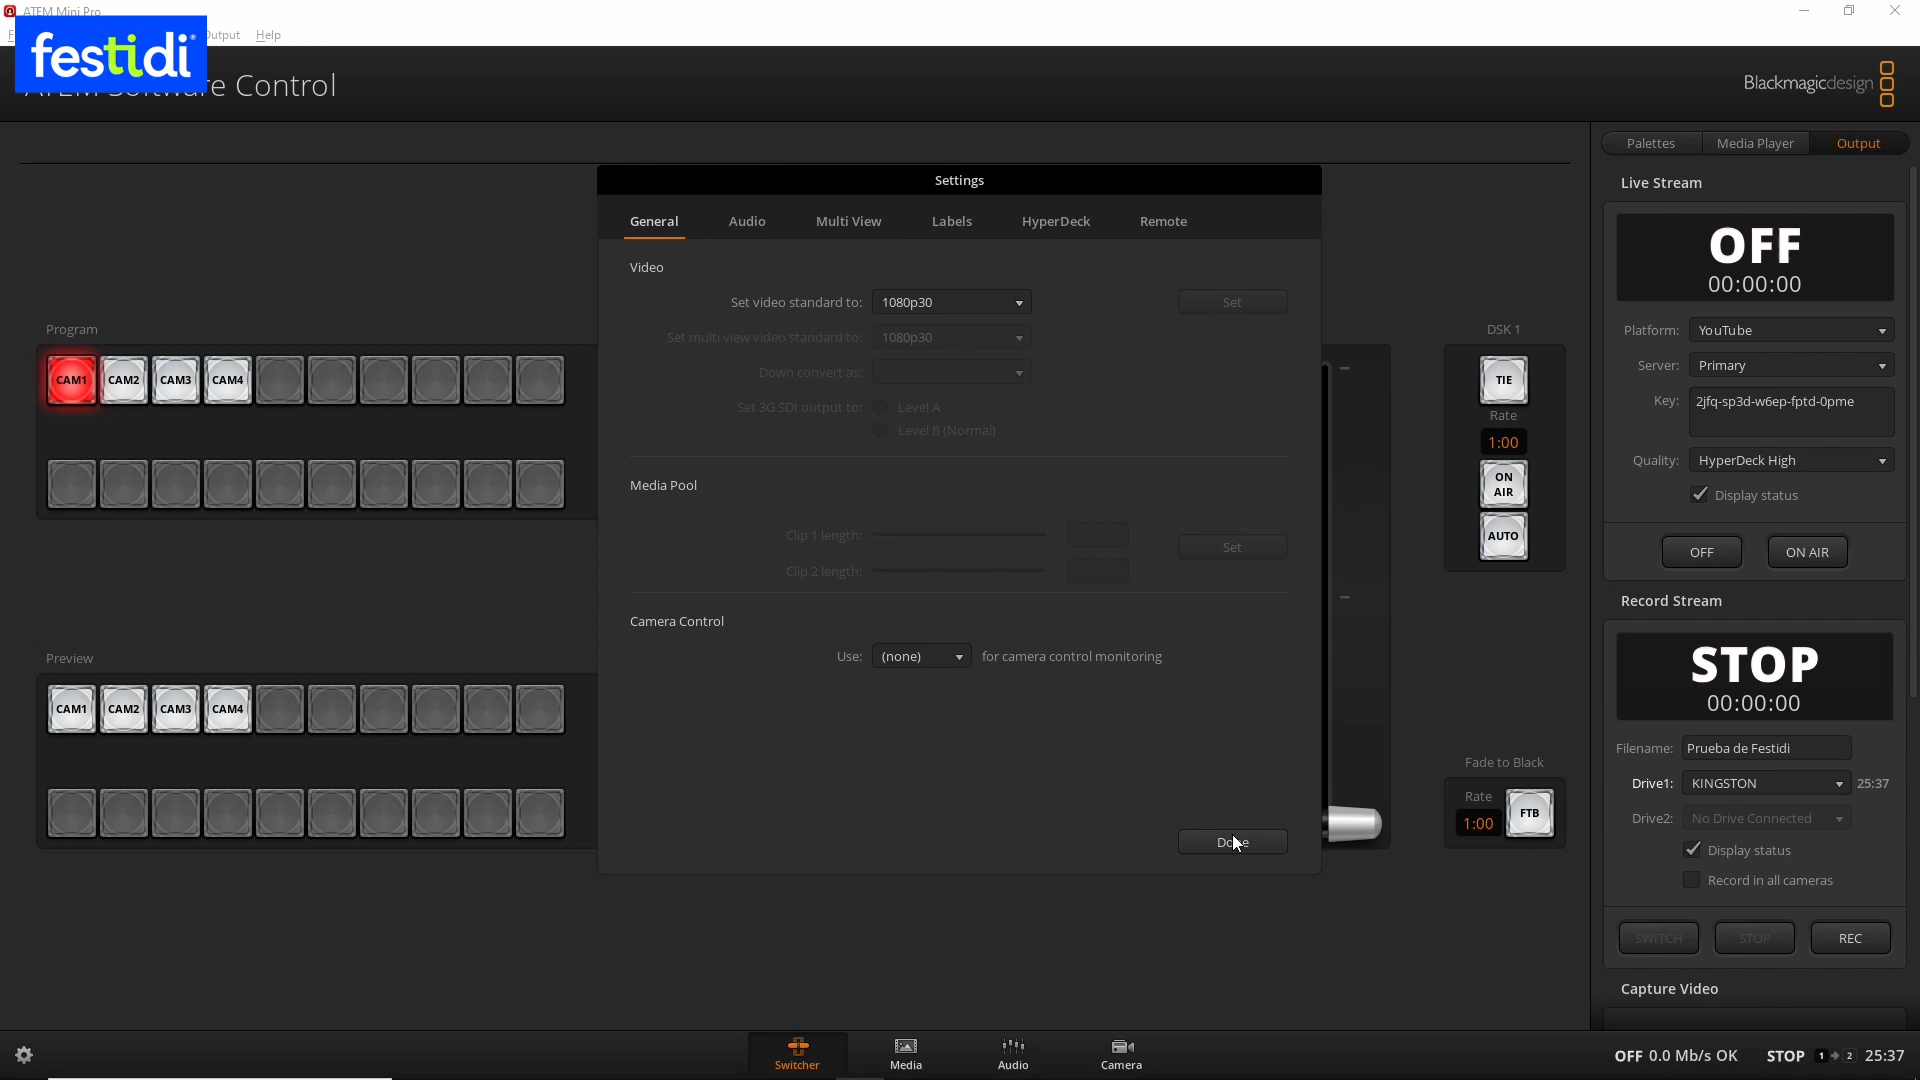 ATEM Mini Pro
Output Help
festidi
ATEM Software Control
Blackmagicdesign
Palettes Media Player Output
Settings
General Audio Multi View Labels HyperDeck Remote
Video
Set video standard to: 1080p30 Set
Set multi view video standard to: 1080p30
Down convert as:
Set 3G SDI output to: Level A
Level B (Normal)
Media Pool
Clip 1 length:
Set
Clip 2 length:
Camera Control
Use: (none) for camera control monitoring
Done
Program
CAM1 CAM2 CAM3 CAM4
Preview
CAM1 CAM2 CAM3 CAM4
DSK 1
TIE
Rate
1:00
ON
AIR
AUTO
Fade to Black
Rate
1:00
FTB
Live Stream
OFF
00:00:00
Platform: YouTube
Server: Primary
Key: 2jfq-sp3d-w6ep-fptd-0pme
Quality: HyperDeck High
Display status
OFF ON AIR
Record Stream
STOP
00:00:00
Filename: Prueba de Festidi
Drive1: KINGSTON 25:37
Drive2: No Drive Connected
Display status
Record in all cameras
SWITCH STOP REC
Capture Video
Switcher Media Audio Camera
OFF 0.0 Mb/s OK STOP 1 2 25:37